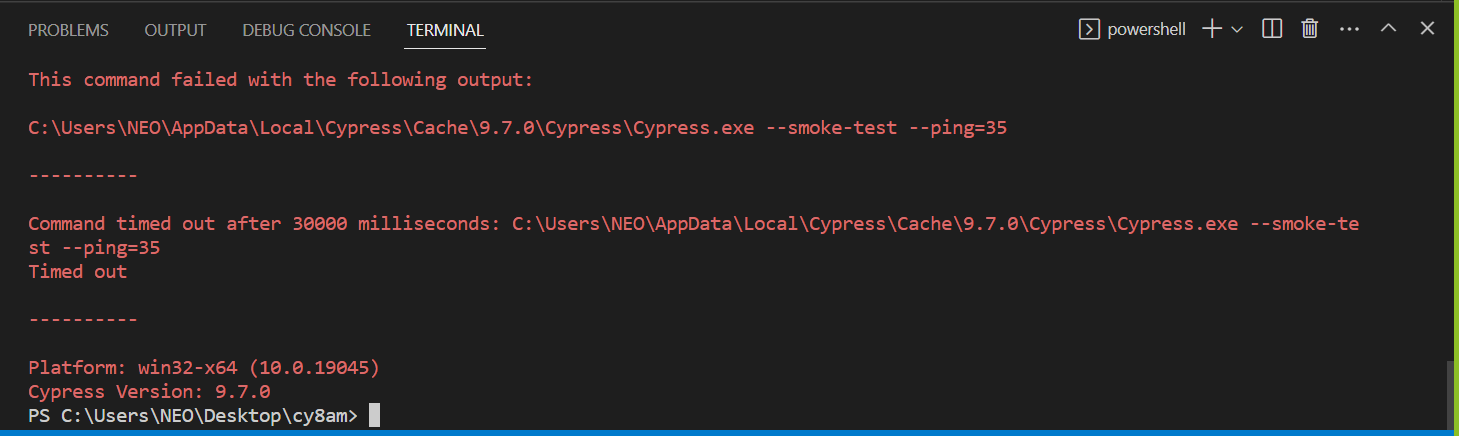 PROBLEMS OUTPUT DEBUG CONSOLE TERMINAL powershell
This command failed with the following output:
C:\Users\NEO\AppData\Local\Cypress\Cache\9.7.0\Cypress\Cypress.exe --smoke-test --ping=35
----------
Command timed out after 30000 milliseconds: C:\Users\NEO\AppData\Local\Cypress\Cache\9.7.0\Cypress\Cypress.exe --smoke-te
st --ping=35
Timed out
----------
Platform: win32-x64 (10.0.19045)
Cypress Version: 9.7.0
PS C:\Users\NEO\Desktop\cy8am>